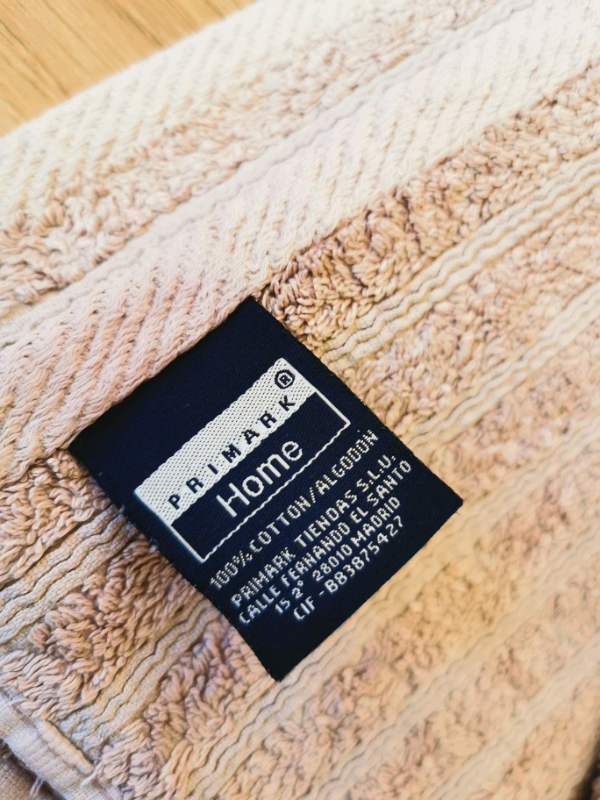 PRIMARK®
Home
100% COTTON/ALGODÓN
PRIMARK TIENDAS S.L.U.
CALLE FERNANDO EL SANTO
15 2° 28010 MADRID
CIF - B83875427